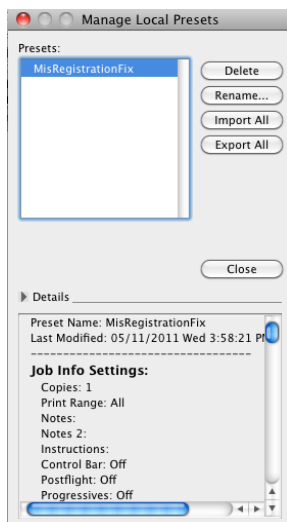 Manage Local Presets
Presets:
MisRegistrationFix
Delete
Rename...
Import All
Export All
Close
Details
Preset Name: MisRegistrationFix
Last Modified: 05/11/2011 Wed 3:58:21
-----------------------------------
Job Info Settings:
Copies: 1
Print Range: All
Notes:
Notes 2:
Instructions:
Control Bar: Off
Postflight: Off
Progressives: Off